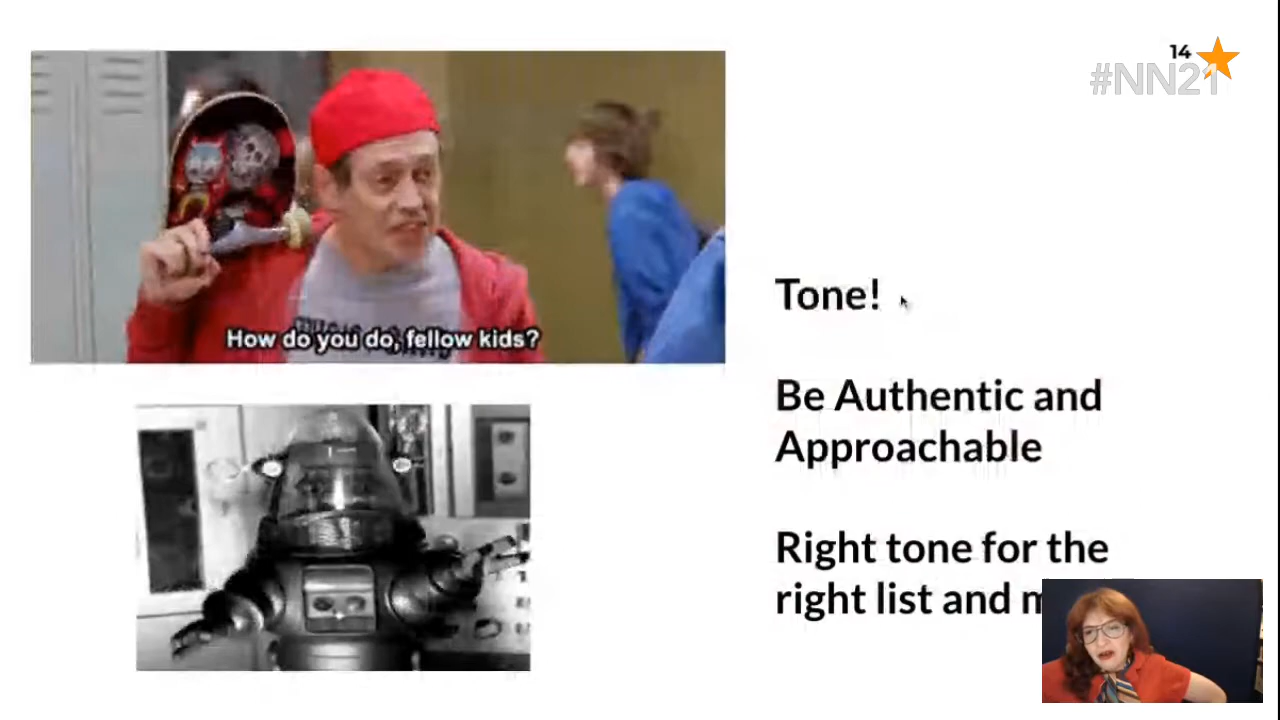 14
#NN21
How do you do, fellow kids?
Tone!
Be Authentic and
Approachable
Right tone for the
right list and